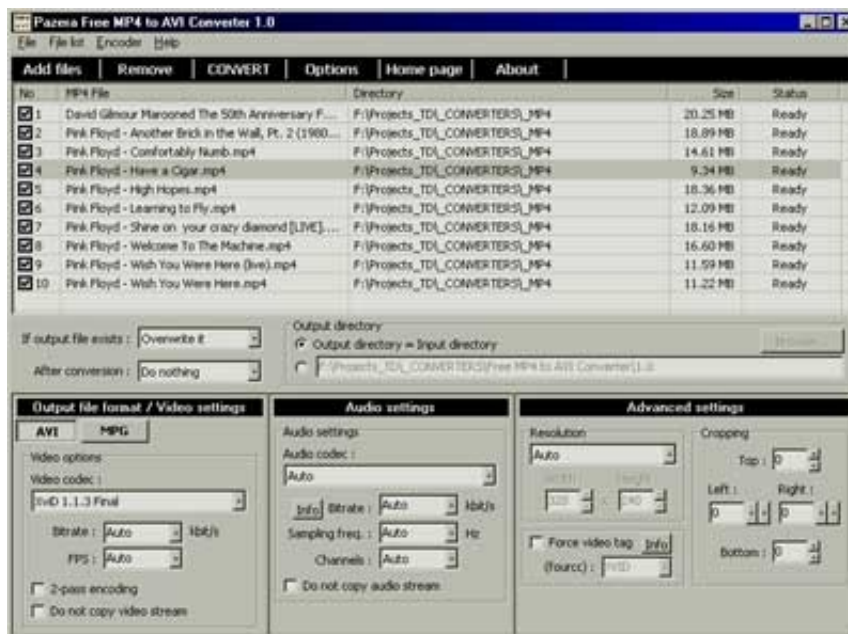 Pazera Free MP4 to AVI Converter 1.0
File File list Encoder Help
Add files Remove CONVERT Options Home page About
No MP4 File Directory Size Status
1 David Gilmour Marooned The 50th Anniversary F... F:\Projects_TD\_CONVERTERS\_MP4 20.25 MB Ready
2 Pink Floyd - Another Brick in the Wall, Pt. 2 (1980... F:\Projects_TD\_CONVERTERS\_MP4 18.89 MB Ready
3 Pink Floyd - Comfortably Numb.mp4 F:\Projects_TD\_CONVERTERS\_MP4 14.61 MB Ready
4 Pink Floyd - Have a Cigar.mp4 F:\Projects_TD\_CONVERTERS\_MP4 9.34 MB Ready
5 Pink Floyd - High Hopes.mp4 F:\Projects_TD\_CONVERTERS\_MP4 18.36 MB Ready
6 Pink Floyd - Learning to Fly.mp4 F:\Projects_TD\_CONVERTERS\_MP4 12.09 MB Ready
7 Pink Floyd - Shine on your crazy diamond [LIVE].... F:\Projects_TD\_CONVERTERS\_MP4 18.16 MB Ready
8 Pink Floyd - Welcome To The Machine.mp4 F:\Projects_TD\_CONVERTERS\_MP4 16.60 MB Ready
9 Pink Floyd - Wish You Were Here (live).mp4 F:\Projects_TD\_CONVERTERS\_MP4 11.59 MB Ready
10 Pink Floyd - Wish You Were Here.mp4 F:\Projects_TD\_CONVERTERS\_MP4 11.22 MB Ready
If output file exists : Overwrite it
After conversion : Do nothing
Output directory
Output directory = Input directory
F:\Projects_TD\_CONVERTERS\Free MP4 to AVI Converter\1.0
Output file format / Video settings
AVI MPG
Video options
Video codec :
XviD 1.1.3 Final
Bitrate : Auto kbit/s
FPS : Auto
2-pass encoding
Do not copy video stream
Audio settings
Audio settings
Audio codec :
Auto
Info Bitrate : Auto kbit/s
Sampling freq. : Auto Hz
Channels : Auto
Do not copy audio stream
Advanced settings
Resolution
Auto
Width Height
320 x 240
Force video tag Info
(fourcc) : XVID
Cropping
Top : 0
Left : Right :
0 0
Bottom : 0